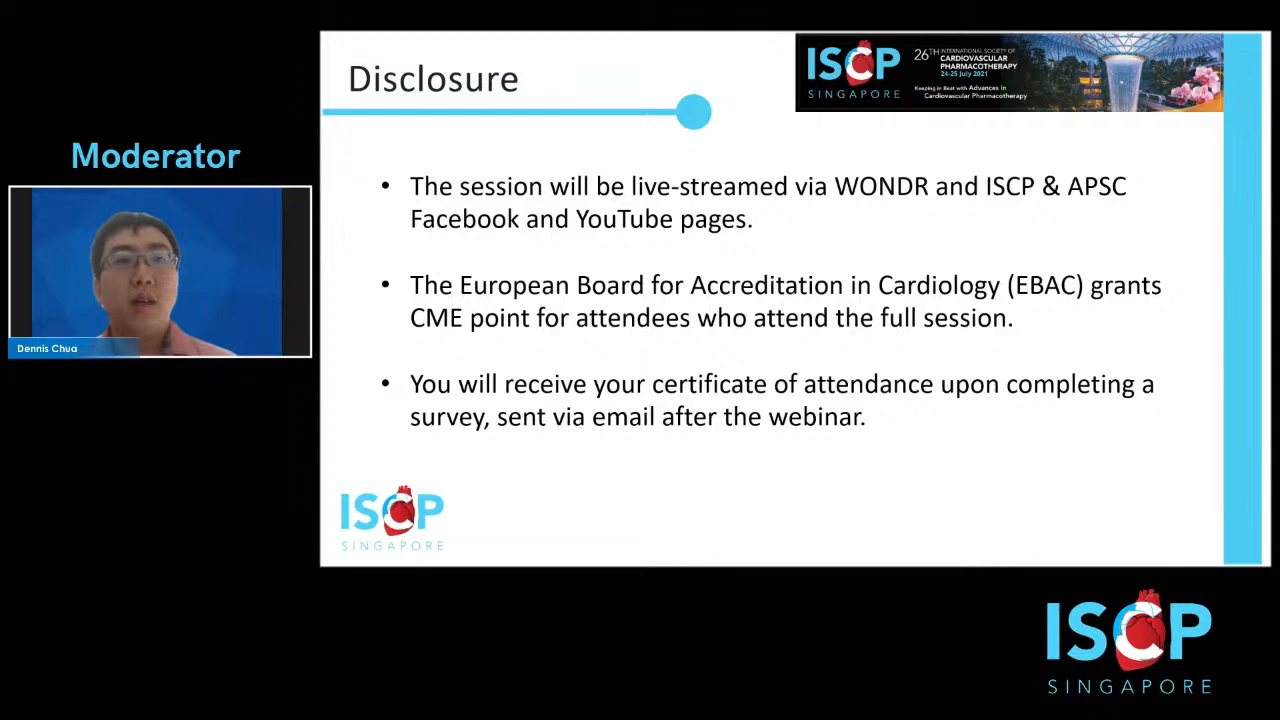 Disclosure
ISCP
SINGAPORE
26TH INTERNATIONAL SOCIETY OF
CARDIOVASCULAR
PHARMACOTHERAPY
24-25 July 2021
Keeping in Beat with Advances in
Cardiovascular Pharmacotherapy
Moderator
Dennis Chua
• The session will be live-streamed via WONDR and ISCP & APSC
Facebook and YouTube pages.
• The European Board for Accreditation in Cardiology (EBAC) grants
CME point for attendees who attend the full session.
• You will receive your certificate of attendance upon completing a
survey, sent via email after the webinar.
ISCP
SINGAPORE
ISCP
SINGAPORE